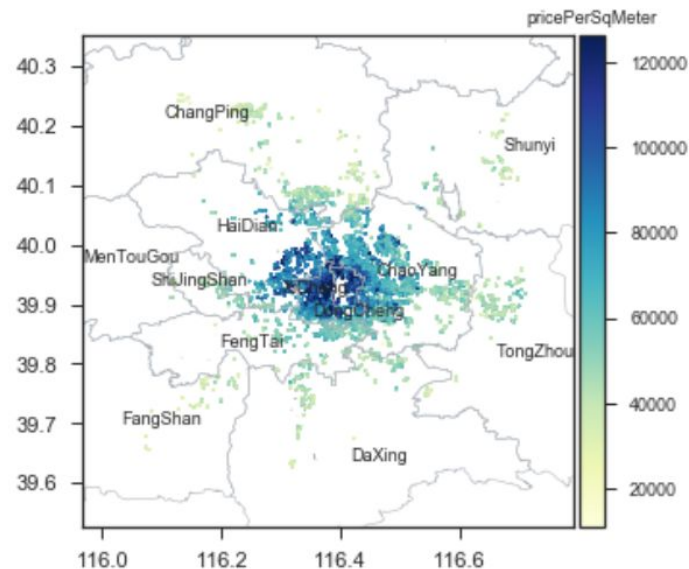 pricePerSqMeter
40.3
120000
ChangPing
40.2
Shunyi
100000
40.1
HaiDian
40.0
80000
MenTouGou
ChaoYang
ShiJingShan
39.9
DongCheng
60000
FengTai
39.8
TongZhou
40000
FangShan
39.7
DaXing
39.6
20000
116.0
116.2
116.4
116.6